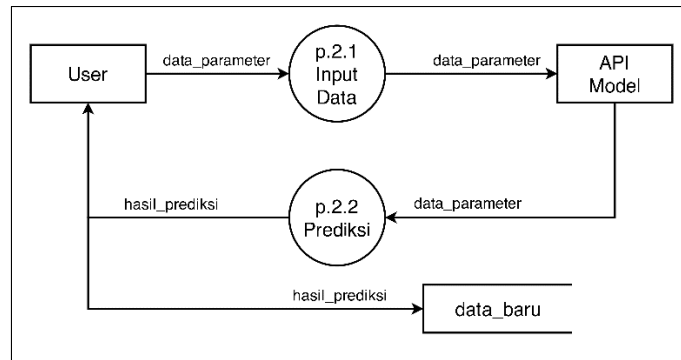 User
data_parameter
p.2.1
Input
Data
data_parameter
API
Model
hasil_prediksi
p.2.2
Prediksi
data_parameter
hasil_prediksi
data_baru